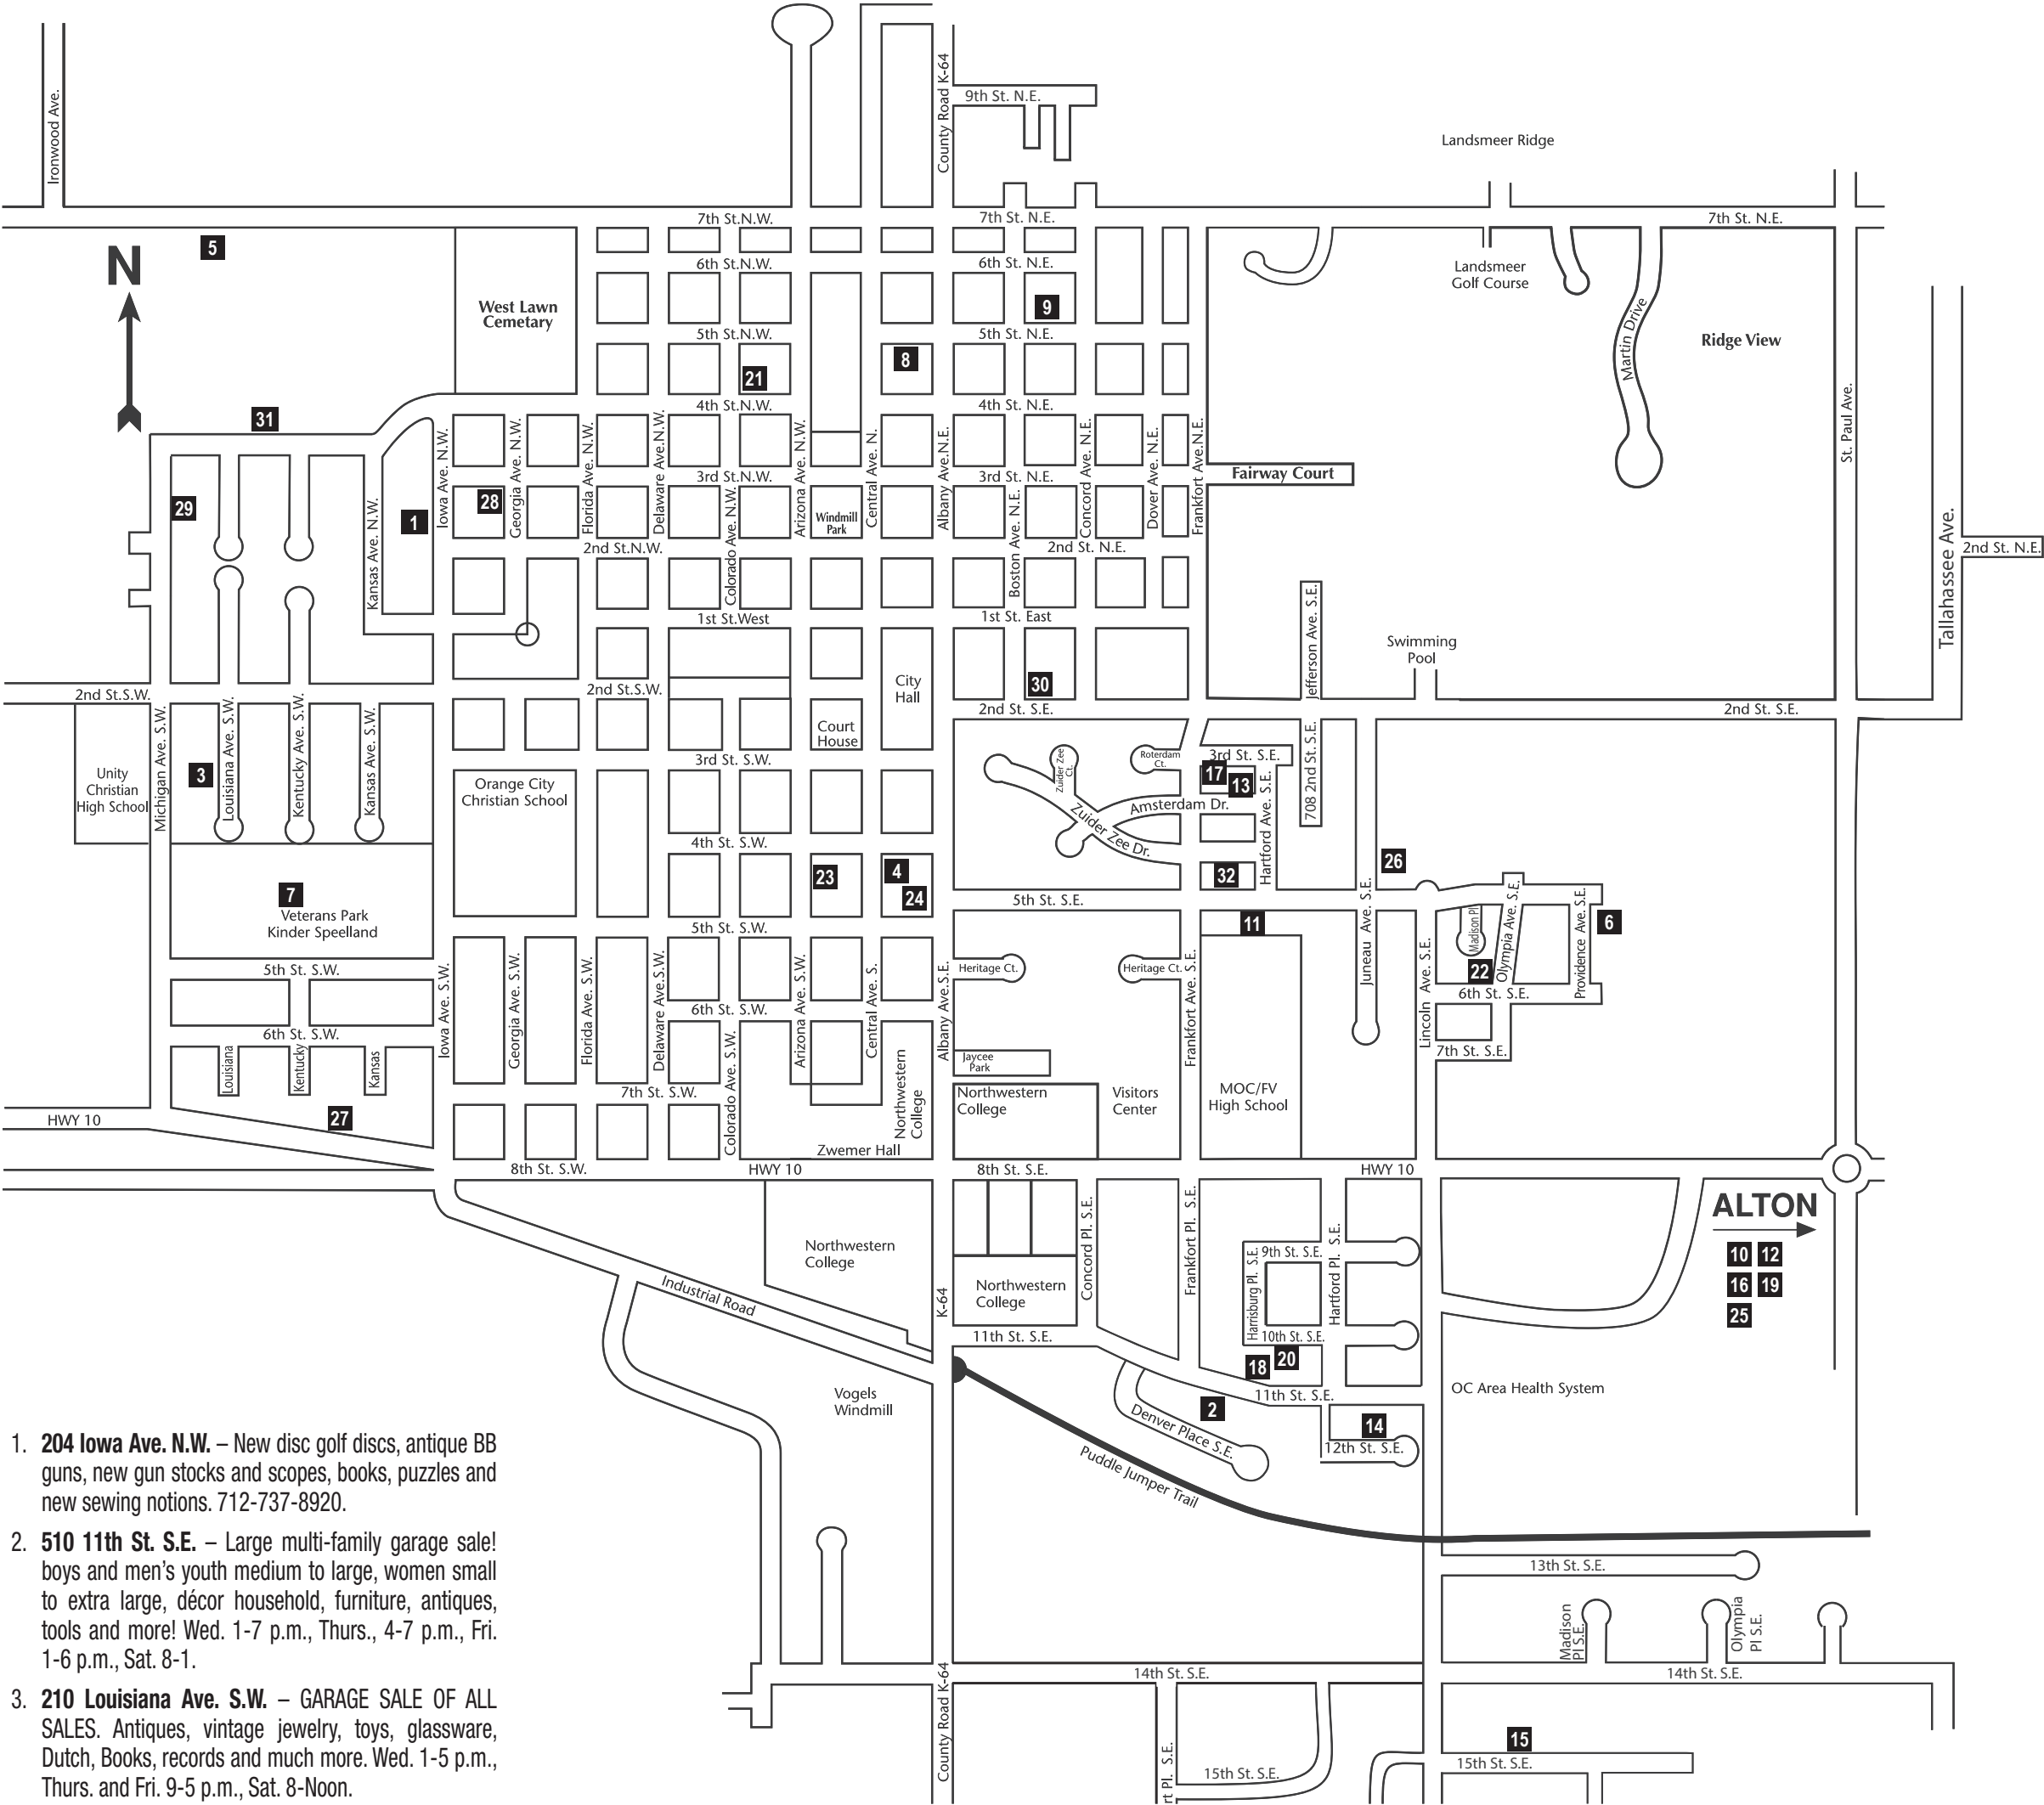 Ironwood Ave.
County Road K-64
9th St. N.E.
Landsmeer Ridge
7th St.N.W.
7th St. N.E.
7th St. N.E.
5
N
West Lawn
Cemetary
6th St.N.W.
6th St. N.E.
Landsmeer
Golf Course
9
Martin Drive
Ridge View
5th St.N.W.
5th St. N.E.
8
21
St. Paul Ave.
31
4th St.N.W.
4th St. N.E.
Iowa Ave. N.W.
Georgia Ave. N.W.
Florida Ave. N.W.
Delaware Ave.N.W.
Arizona Ave. N.W.
Central Ave. N.
Albany Ave.N.E.
Concord Ave. N.E.
Dover Ave. N.E.
Frankfort Ave.N.E.
3rd St.N.W.
3rd St. N.E.
Fairway Court
29
1
28
Kansas Ave. N.W.
Colorado Ave. N.W.
Windmill
Park
Boston Ave. N.E.
2nd St.N.W.
2nd St. N.E.
Tallahassee Ave.
2nd St. N.E.
1st St.West
1st St. East
Jefferson Ave. S.E.
Swimming
Pool
City
Hall
30
2nd St.S.W.
2nd St.S.W.
2nd St. S.E.
2nd St. S.E.
Court
House
Michigan Ave. S.W.
Louisiana Ave. S.W.
Kentucky Ave. S.W.
Kansas Ave. S.W.
Unity
Christian
High School
3
3rd St. S.W.
Orange City
Christian School
Zuider Zee
Ct.
Roterdam
Ct.
3rd St. S.E.
17
13
708 2nd St. S.E.
Amsterdam Dr.
Zuider Zee Dr.
Hartford Ave. S.E.
4th St. S.W.
23
4
24
32
26
7
Veterans Park
Kinder Speelland
5th St. S.E.
5th St. S.W.
11
Juneau Ave. S.E.
Madison Pl
Olympia Ave. S.E.
Providence Ave. S.E.
6
22
5th St. S.W.
Iowa Ave. S.W.
Georgia Ave. S.W.
Florida Ave. S.W.
Delaware Ave.S.W.
Arizona Ave. S.W.
Central Ave. S.
Albany Ave.S.E.
Heritage Ct.
Heritage Ct.
Frankfort Ave. S.E.
Lincoln Ave. S.E.
6th St. S.E.
6th St. S.W.
6th St. S.W.
Louisiana
Kentucky
Kansas
Colorado Ave. S.W.
Northwestern
College
Jaycee
Park
7th St. S.E.
7th St. S.W.
Northwestern
College
Visitors
Center
MOC/FV
High School
HWY 10
27
Zwemer Hall
8th St. S.W.
HWY 10
8th St. S.E.
HWY 10
ALTON
10
12
16
19
25
Northwestern
College
Industrial Road
K-64
Northwestern
College
Concord Pl. S.E.
Frankfort Pl. S.E.
Harrisburg Pl. S.E.
9th St. S.E.
Hartford Pl. S.E.
10th St. S.E.
11th St. S.E.
18
20
Vogels
Windmill
11th St. S.E.
OC Area Health System
2
Denver Place S.E.
14
12th St. S.E.
Puddle Jumper Trail
13th St. S.E.
Madison
Pl S.E.
Olympia
Pl S.E.
14th St. S.E.
14th St. S.E.
County Road K-64
rt Pl. S.E.
15th St. S.E.
15
15th St. S.E.
1. 204 Iowa Ave. N.W. – New disc golf discs, antique BB
guns, new gun stocks and scopes, books, puzzles and
new sewing notions. 712-737-8920.
2. 510 11th St. S.E. – Large multi-family garage sale!
boys and men's youth medium to large, women small
to extra large, décor household, furniture, antiques,
tools and more! Wed. 1-7 p.m., Thurs., 4-7 p.m., Fri.
1-6 p.m., Sat. 8-1.
3. 210 Louisiana Ave. S.W. – GARAGE SALE OF ALL
SALES. Antiques, vintage jewelry, toys, glassware,
Dutch, Books, records and much more. Wed. 1-5 p.m.,
Thurs. and Fri. 9-5 p.m., Sat. 8-Noon.